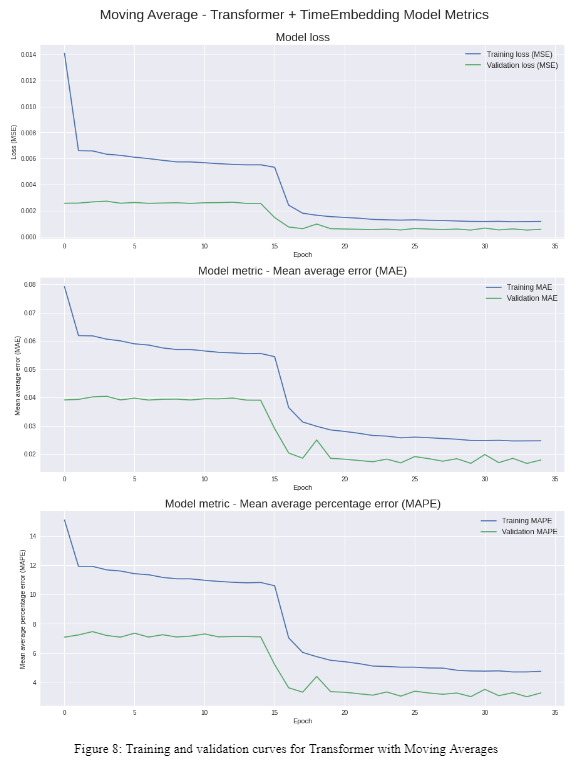 Moving Average - Transformer + TimeEmbedding Model Metrics
Model loss
Training loss (MSE)
Validation loss (MSE)
Loss (MSE)
0.014
0.012
0.010
0.008
0.006
0.004
0.002
0.000
0 5 10 15 20 25 30 35
Epoch
Model metric - Mean average error (MAE)
Training MAE
Validation MAE
Mean average error (MAE)
0.08
0.07
0.06
0.05
0.04
0.03
0.02
0 5 10 15 20 25 30 35
Epoch
Model metric - Mean average percentage error (MAPE)
Training MAPE
Validation MAPE
Mean average percentage error (MAPE)
14
12
10
8
6
4
0 5 10 15 20 25 30 35
Epoch
Figure 8: Training and validation curves for Transformer with Moving Averages